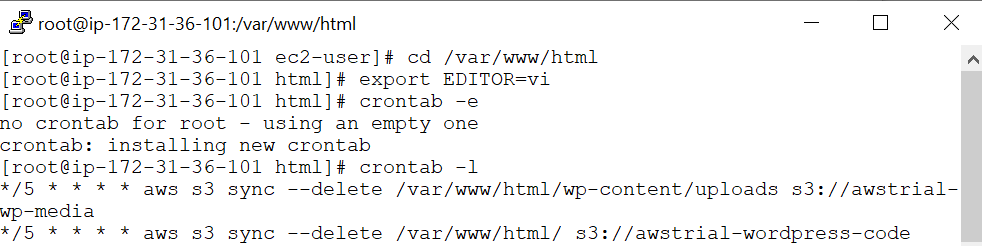 root@ip-172-31-36-101:/var/www/html
[root@ip-172-31-36-101 ec2-user]# cd /var/www/html
[root@ip-172-31-36-101 html]# export EDITOR=vi
[root@ip-172-31-36-101 html]# crontab -e
no crontab for root - using an empty one
crontab: installing new crontab
[root@ip-172-31-36-101 html]# crontab -l
*/5 * * * * aws s3 sync --delete /var/www/html/wp-content/uploads s3://awstrial-
wp-media
*/5 * * * * aws s3 sync --delete /var/www/html/ s3://awstrial-wordpress-code